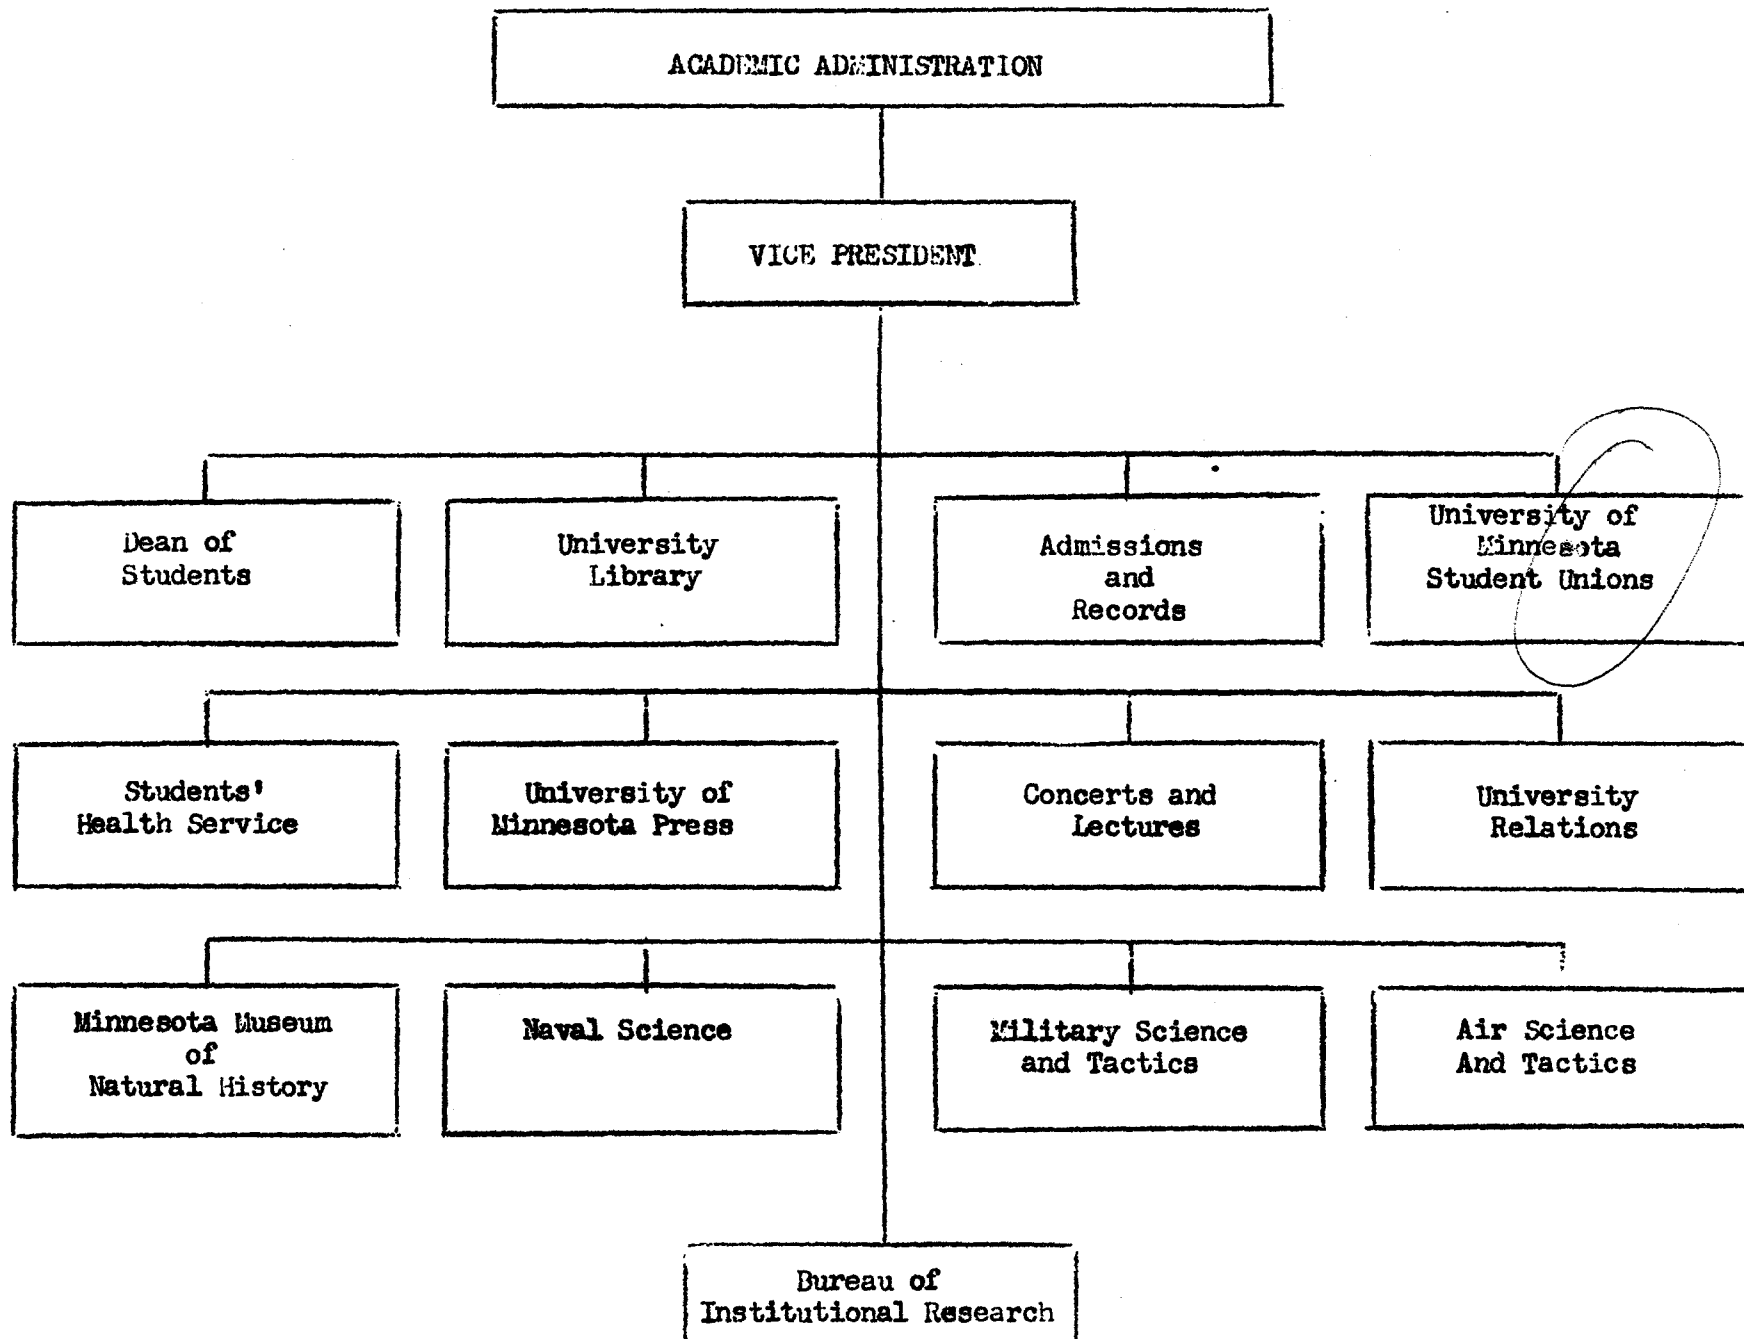 ACADEMIC ADMINISTRATION
VICE PRESIDENT
Dean of
Students
University
Library
Admissions
and
Records
University of
Minnesota
Student Unions
Students'
Health Service
University of
Minnesota Press
Concerts and
Lectures
University
Relations
Minnesota Museum
of
Natural History
Naval Science
Military Science
and Tactics
Air Science
And Tactics
Bureau of
Institutional Research